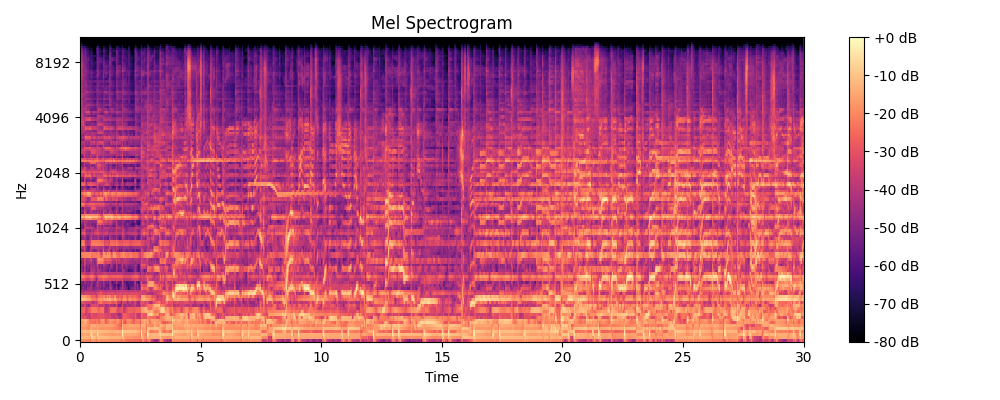 Mel Spectrogram
Hz
8192
4096
2048
1024
512
0
0 5 10 15 20 25 30
Time
+0 dB
-10 dB
-20 dB
-30 dB
-40 dB
-50 dB
-60 dB
-70 dB
-80 dB